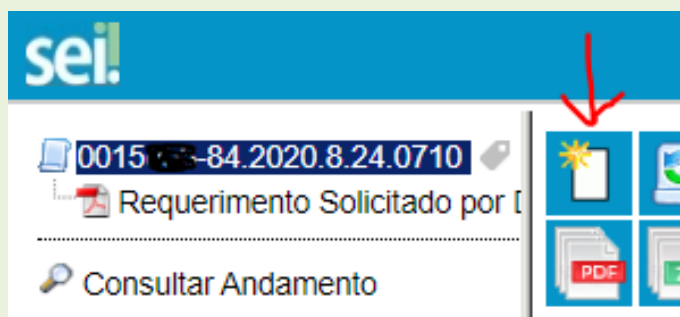 sei!
0015 -84.2020.8.24.0710
Requerimento Solicitado por
Consultar Andamento
PDF